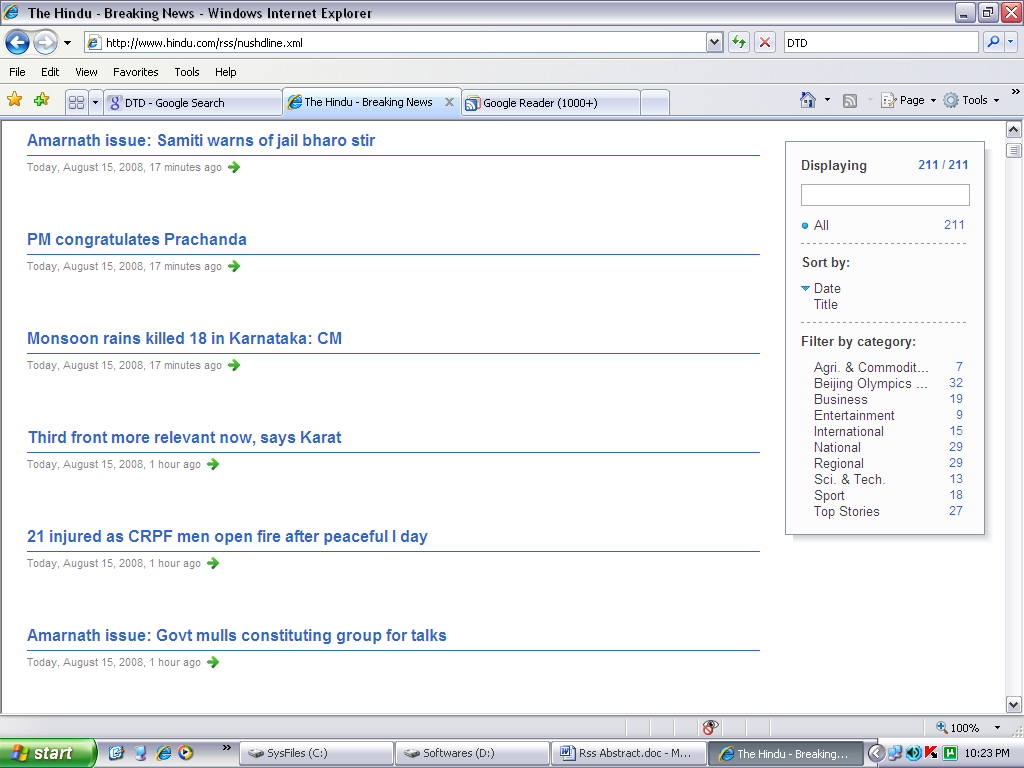 The Hindu - Breaking News - Windows Internet Explorer
http://www.hindu.com/rss/nushdline.xml
DTD
File Edit View Favorites Tools Help
DTD - Google Search
The Hindu - Breaking News
Google Reader (1000+)
Page
Tools
Amarnath issue: Samiti warns of jail bharo stir
Today, August 15, 2008, 17 minutes ago
PM congratulates Prachanda
Today, August 15, 2008, 17 minutes ago
Monsoon rains killed 18 in Karnataka: CM
Today, August 15, 2008, 17 minutes ago
Third front more relevant now, says Karat
Today, August 15, 2008, 1 hour ago
21 injured as CRPF men open fire after peaceful I day
Today, August 15, 2008, 1 hour ago
Amarnath issue: Govt mulls constituting group for talks
Today, August 15, 2008, 1 hour ago
Displaying 211 / 211
All 211
Sort by:
Date
Title
Filter by category:
Agri. & Commodit... 7
Beijing Olympics ... 32
Business 19
Entertainment 9
International 15
National 29
Regional 29
Sci. & Tech. 13
Sport 18
Top Stories 27
100%
start
SysFiles (C:)
Softwares (D:)
Rss Abstract.doc - M...
The Hindu - Breaking...
10:23 PM